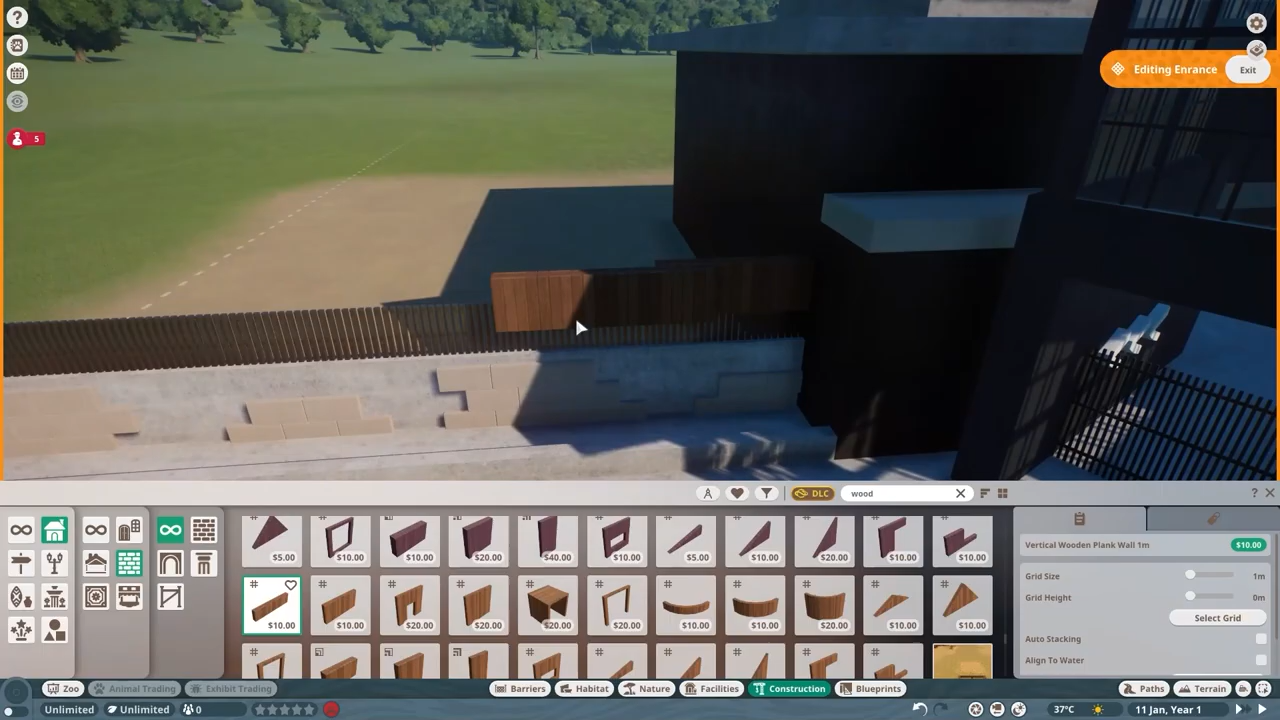 ?
Editing Enrance
Exit
5
DLC
wood
?
$5.00
$10.00
$10.00
$20.00
$40.00
$10.00
$5.00
$10.00
$20.00
$10.00
$10.00
Vertical Wooden Plank Wall 1m
$10.00
$10.00
$10.00
$20.00
$20.00
$20.00
$20.00
$10.00
$10.00
$20.00
$10.00
$10.00
Grid Size
1m
Grid Height
0m
Select Grid
Auto Stacking
Align To Water
Zoo
Animal Trading
Exhibit Trading
Barriers
Habitat
Nature
Facilities
Construction
Blueprints
Paths
Terrain
Unlimited
Unlimited
0
37°C
11 Jan, Year 1